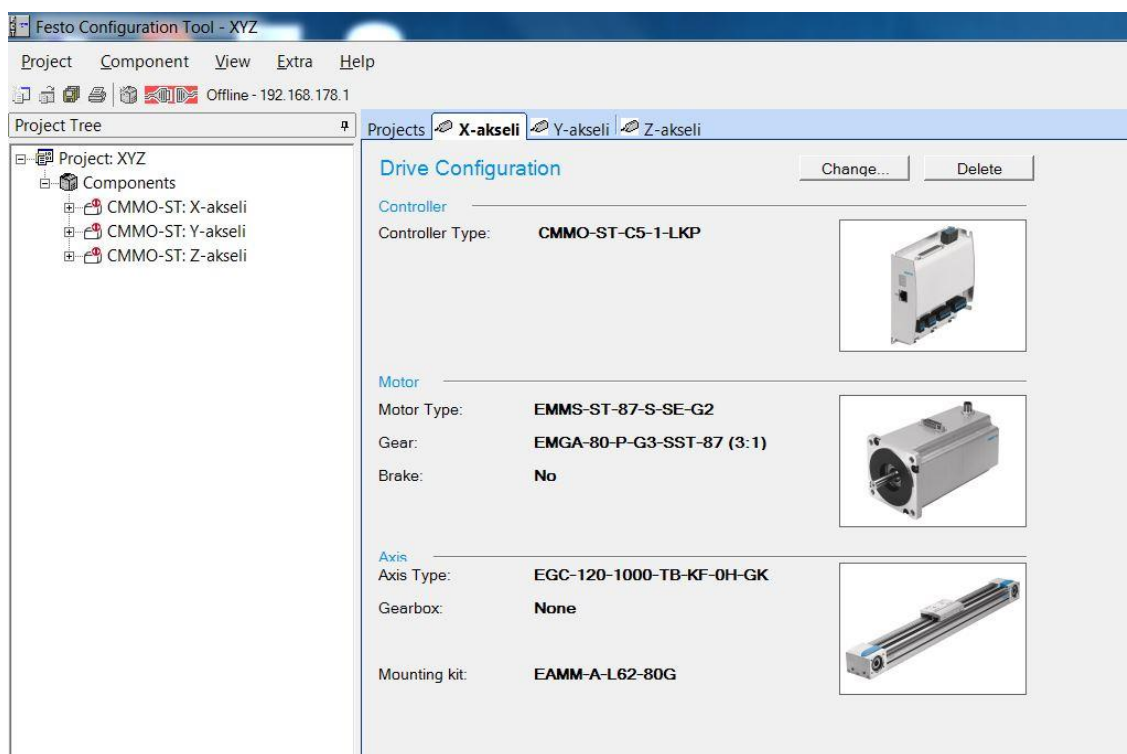 Festo Configuration Tool - XYZ
Project Component View Extra Help
Offline - 192.168.178.1
Project Tree
Projects X-akseli Y-akseli Z-akseli
Project: XYZ
Components
CMMO-ST: X-akseli
CMMO-ST: Y-akseli
CMMO-ST: Z-akseli
Drive Configuration
Change... Delete
Controller
Controller Type: CMMO-ST-C5-1-LKP
Motor
Motor Type: EMMS-ST-87-S-SE-G2
Gear: EMGA-80-P-G3-SST-87 (3:1)
Brake: No
Axis
Axis Type: EGC-120-1000-TB-KF-0H-GK
Gearbox: None
Mounting kit: EAMM-A-L62-80G